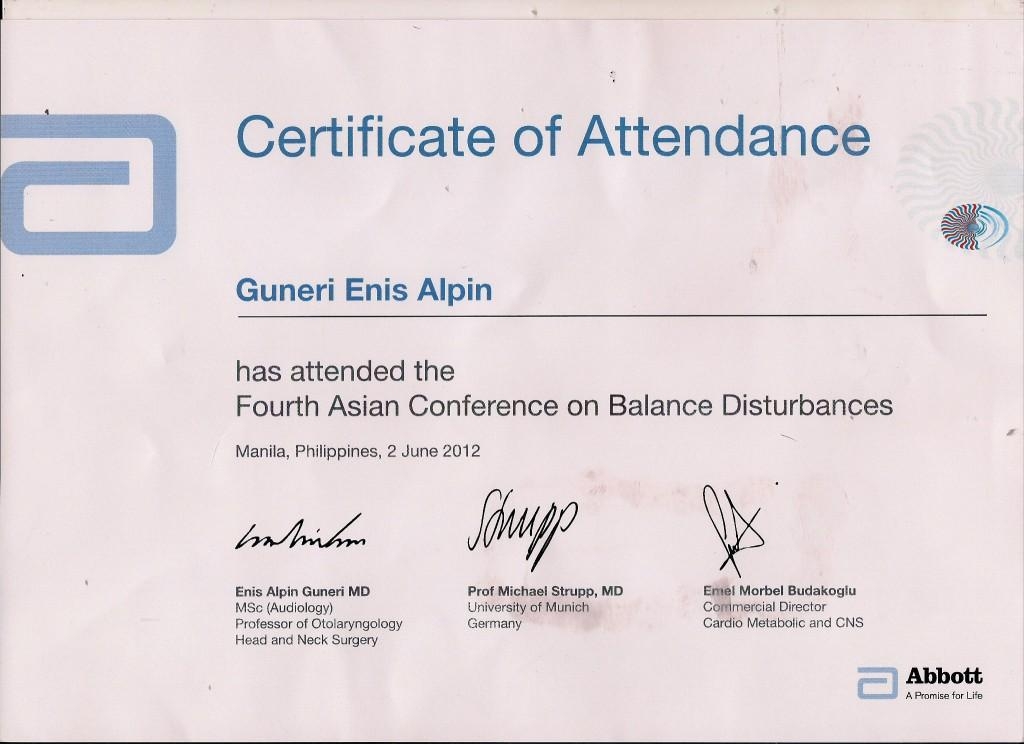 Certificate of Attendance
Guneri Enis Alpin
has attended the
Fourth Asian Conference on Balance Disturbances
Manila, Philippines, 2 June 2012
Strupp
Enis Alpin Guneri MD
MSc (Audiology)
Professor of Otolaryngology
Head and Neck Surgery
Prof Michael Strupp, MD
University of Munich
Germany
Emel Morbel Budakoglu
Commercial Director
Cardio Metabolic and CNS
Abbott
A Promise for Life